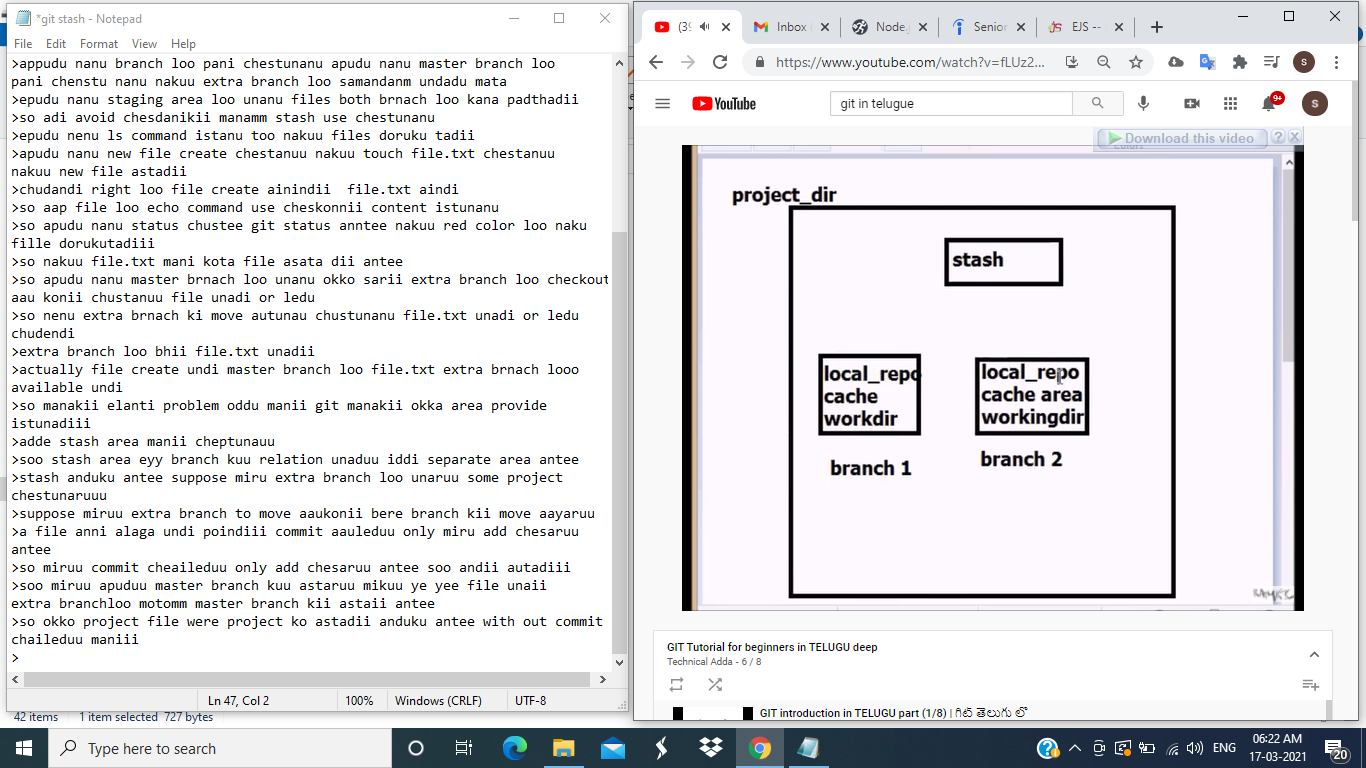 *git stash - Notepad
File Edit Format View Help
>appudu nanu branch loo pani chestunanu apudu nanu master branch loo
pani chenstu nanu nakuu extra branch loo samandanm undadu mata
>epudu nanu staging area loo unanu files both brnach loo kana padthadii
>so adi avoid chesdanikii manamm stash use chestunanu
>epudu nenu ls command istanu too nakuu files doruku tadii
>apudu nanu new file create chestanuu nakuu touch file.txt chestanuu
nakuu new file astadii
>chudandi right loo file create ainindii  file.txt aindi
>so aap file loo echo command use cheskonnii content istunanu
>so apudu nanu status chustee git status anntee nakuu red color loo naku
fille dorukutadiii
>so nakuu file.txt mani kota file asata dii antee
>so apudu nanu master brnach loo unanu okko sarii extra branch loo checkout
aau konii chustanuu file unadi or ledu
>so nenu extra brnach ki move autunau chustunanu file.txt unadi or ledu
chudendi
>extra branch loo bhii file.txt unadii
>actually file create undi master branch loo file.txt extra brnach looo
available undi
>so manakii elanti problem oddu manii git manakii okka area provide
istunadiii
>adde stash area manii cheptunauu
>soo stash area eyy branch kuu relation unaduu iddi separate area antee
>stash anduku antee suppose miru extra branch loo unaruu some project
chestunaruuu
>suppose miruu extra branch to move aaukonii bere branch kii move aayaruu
>a file anni alaga undi poindiii commit aauleduu only miru add chesaruu
antee
>so miruu commit cheaileduu only add chesaruu antee soo andii autadiii
>soo miruu apuduu master branch kuu astaruu mikuu ye yee file unaii
extra branchloo motomm master branch kii astaii antee
>so okko project file were project ko astadii anduku antee with out commit
chaileduu maniii
>
Ln 47, Col 2 100% Windows (CRLF) UTF-8
42 items 1 item selected 727 bytes
(39 Inbox Node. Senior EJS --
https://www.youtube.com/watch?v=fLUz2...
S
YouTube
git in telugue
9+
S
Download this video ? X
project_dir
stash
local_repo
cache
workdir
branch 1
local_repo
cache area
workingdir
branch 2
GIT Tutorial for beginners in TELUGU deep
Technical Adda - 6 / 8
GIT introduction in TELUGU part (1/8) | గిట్ తెలుగు లో
Type here to search
ENG
06:22 AM
17-03-2021
20